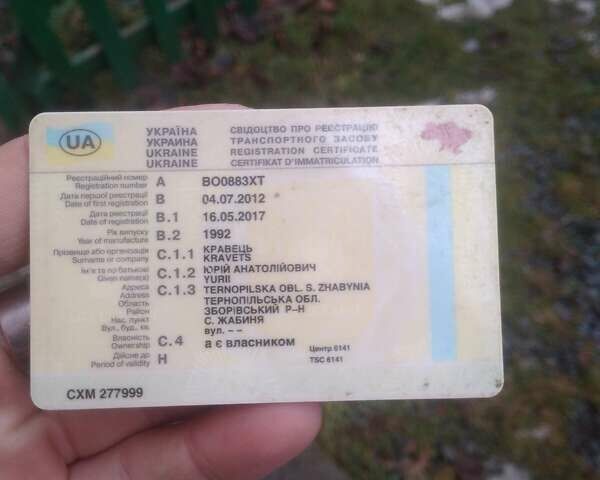 UA
УКРАЇНА
УКРАИНА
UKRAINE
UKRAINE
СВІДОЦТВО ПРО РЕЄСТРАЦІЮ
ТРАНСПОРТНОГО ЗАСОБУ
REGISTRATION CERTIFICATE
CERTIFIKAT D'IMMATRICULATION
Реєстраційний номер
Registration number A BO0883XT
Дата першої реєстрації
Date of first registration B 04.07.2012
Дата реєстрації
Date of registration B.1 16.05.2017
Рік випуску
Year of manufacture B.2 1992
Прізвище або організація C.1.1 КРАВЕЦЬ
Surname or company KRAVETS
Ім'я та по батькові C.1.2 ЮРІЙ АНАТОЛІЙОВИЧ
Given name(s) YURII
Адреса C.1.3 TERNOPILSKA OBL. S. ZHABYNIA
Address ТЕРНОПІЛЬСЬКА ОБЛ.
Область
Район ЗБОРІВСЬКИЙ Р-Н
Нас. пункт С. ЖАБИНЯ
Вул., буд., кв. вул. - -
Власність
Ownership C.4 а є власником
Центр 6141
Дійсне до
Period of validity H
TSC 6141
СХМ 277999